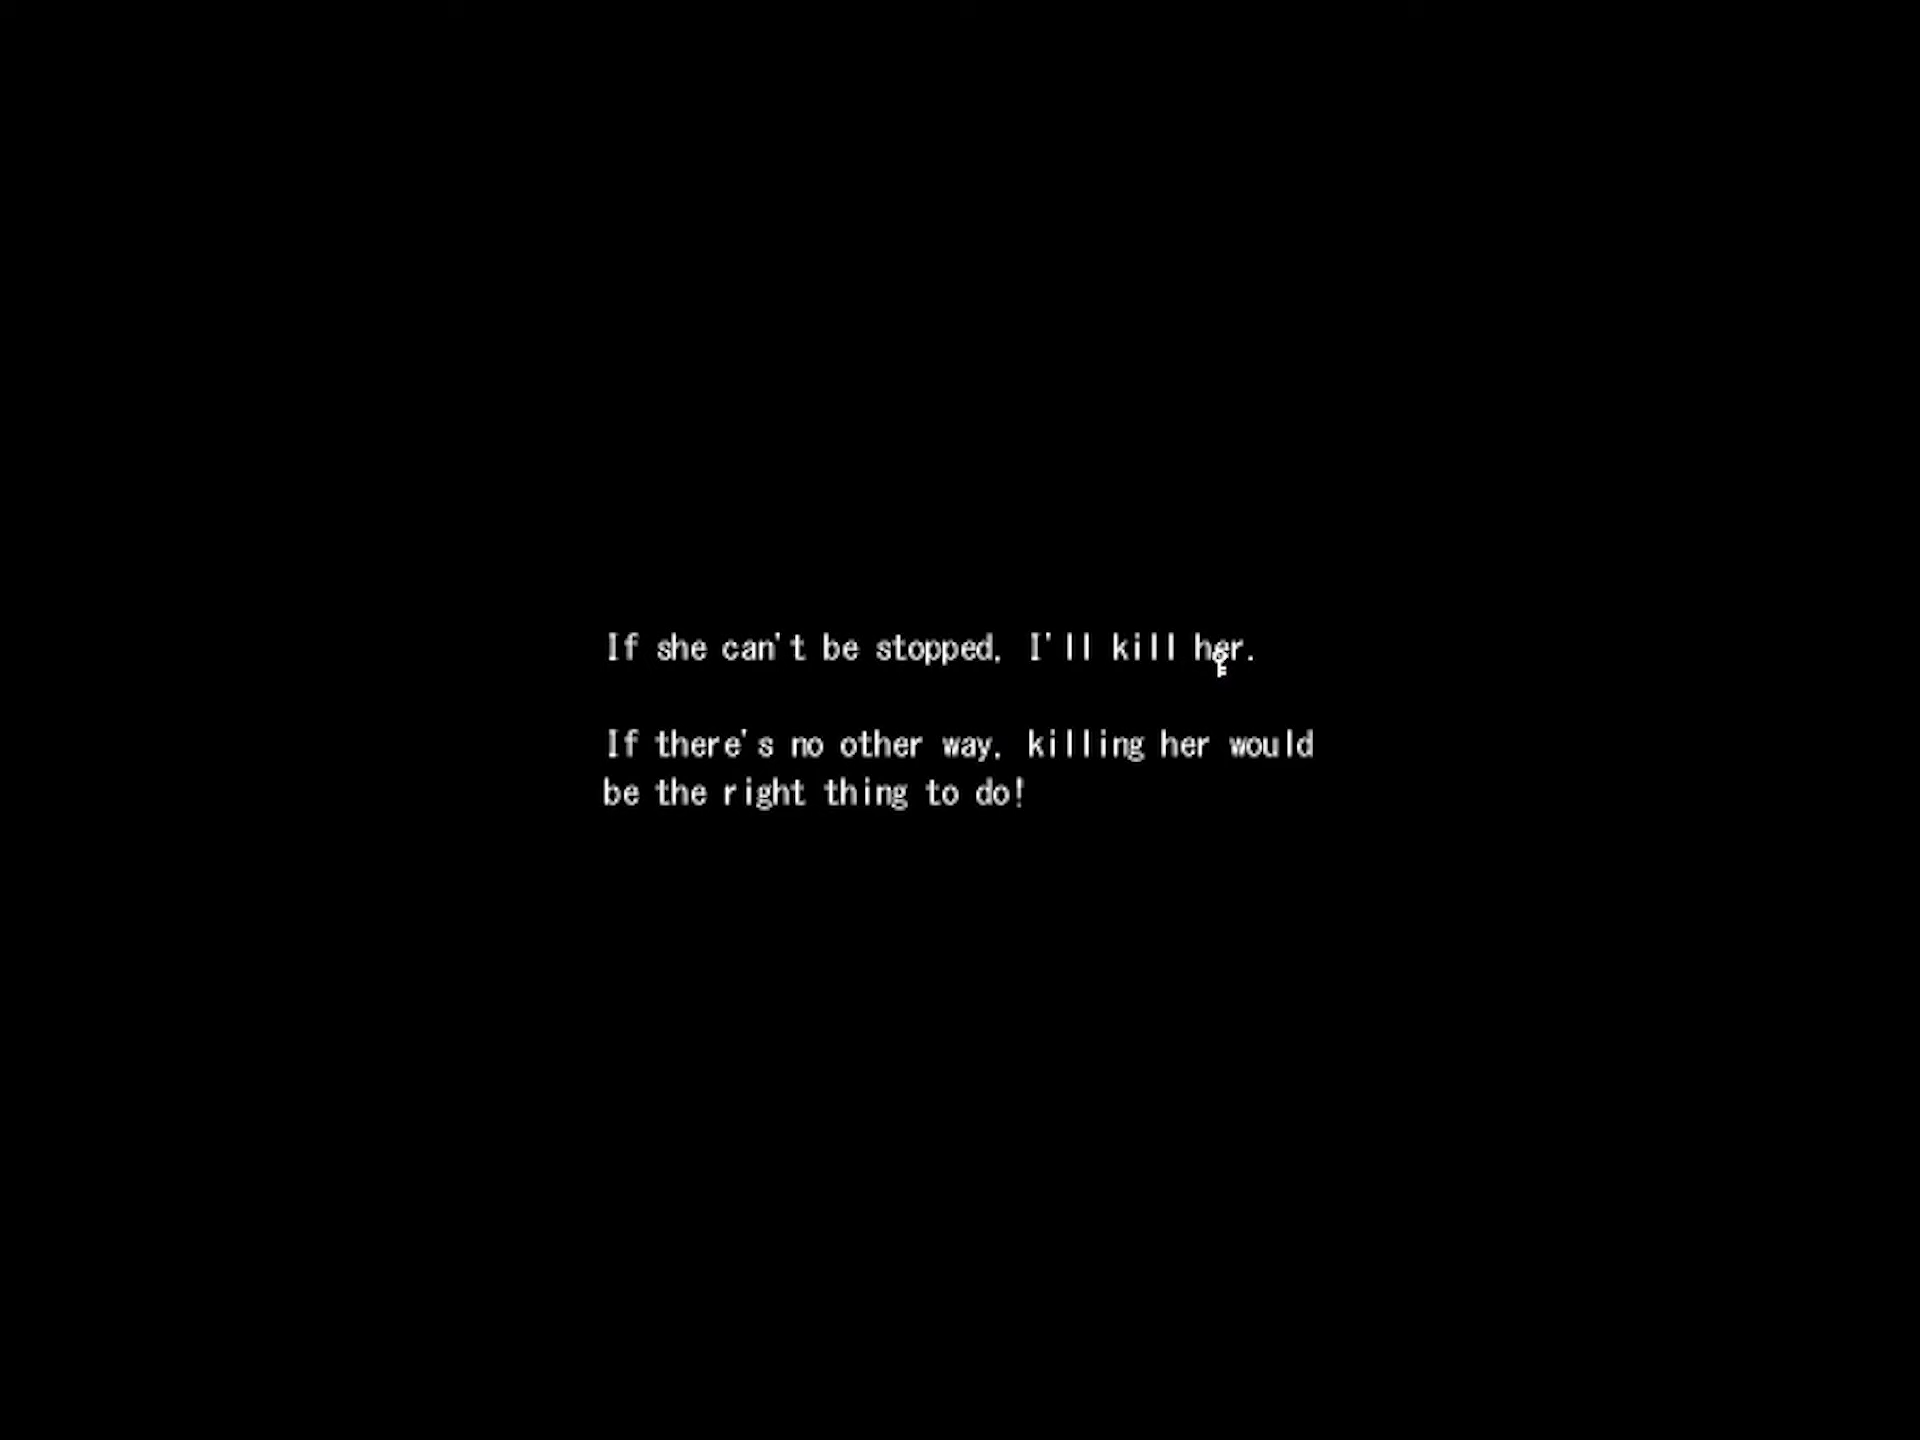 If she can't be stopped, I'll kill her.
If there's no other way, killing her would
be the right thing to do!